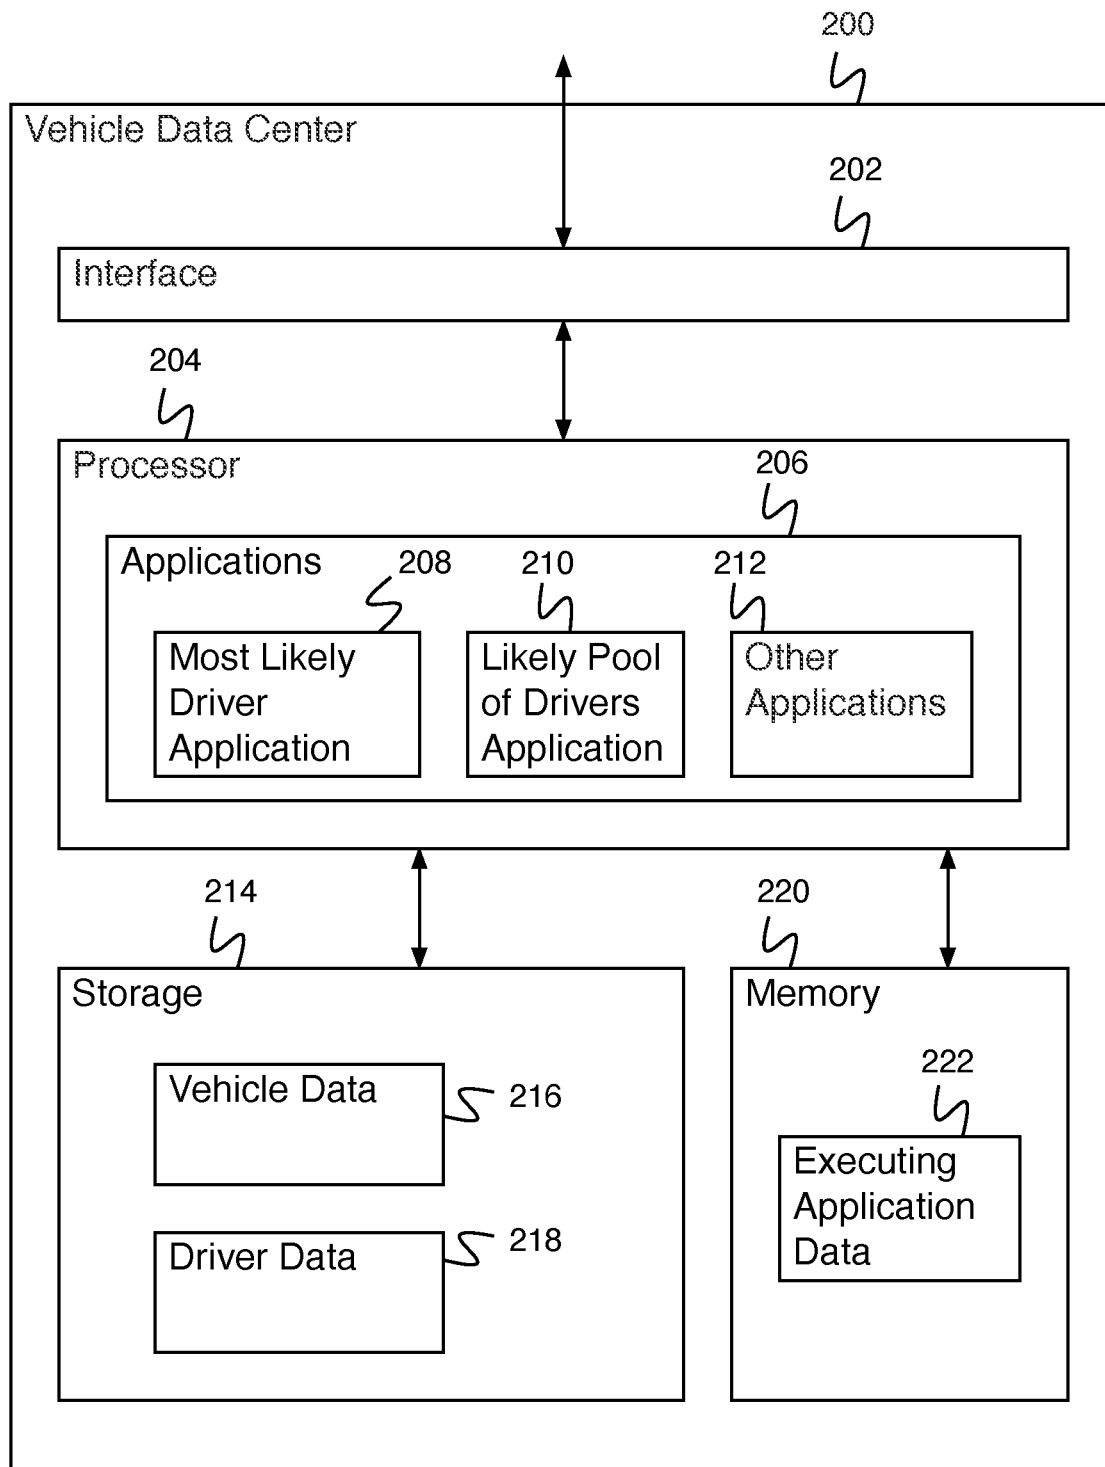 200
Vehicle Data Center
202
Interface
204
Processor
206
Applications
208
210
212
Most Likely
Driver
Application
Likely Pool
of Drivers
Application
Other
Applications
214
220
Storage
Memory
Vehicle Data
216
222
Executing
Application
Data
Driver Data
218